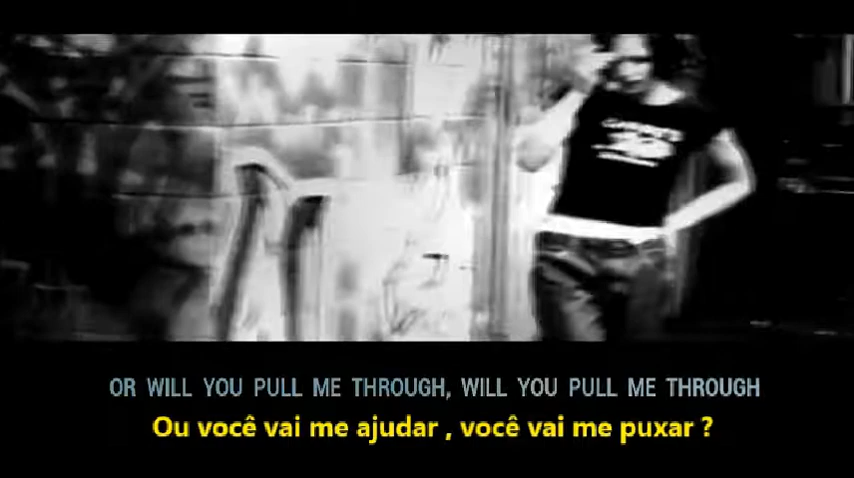 OR WILL YOU PULL ME THROUGH, WILL YOU PULL ME THROUGH
Ou você vai me ajudar , você vai me puxar ?